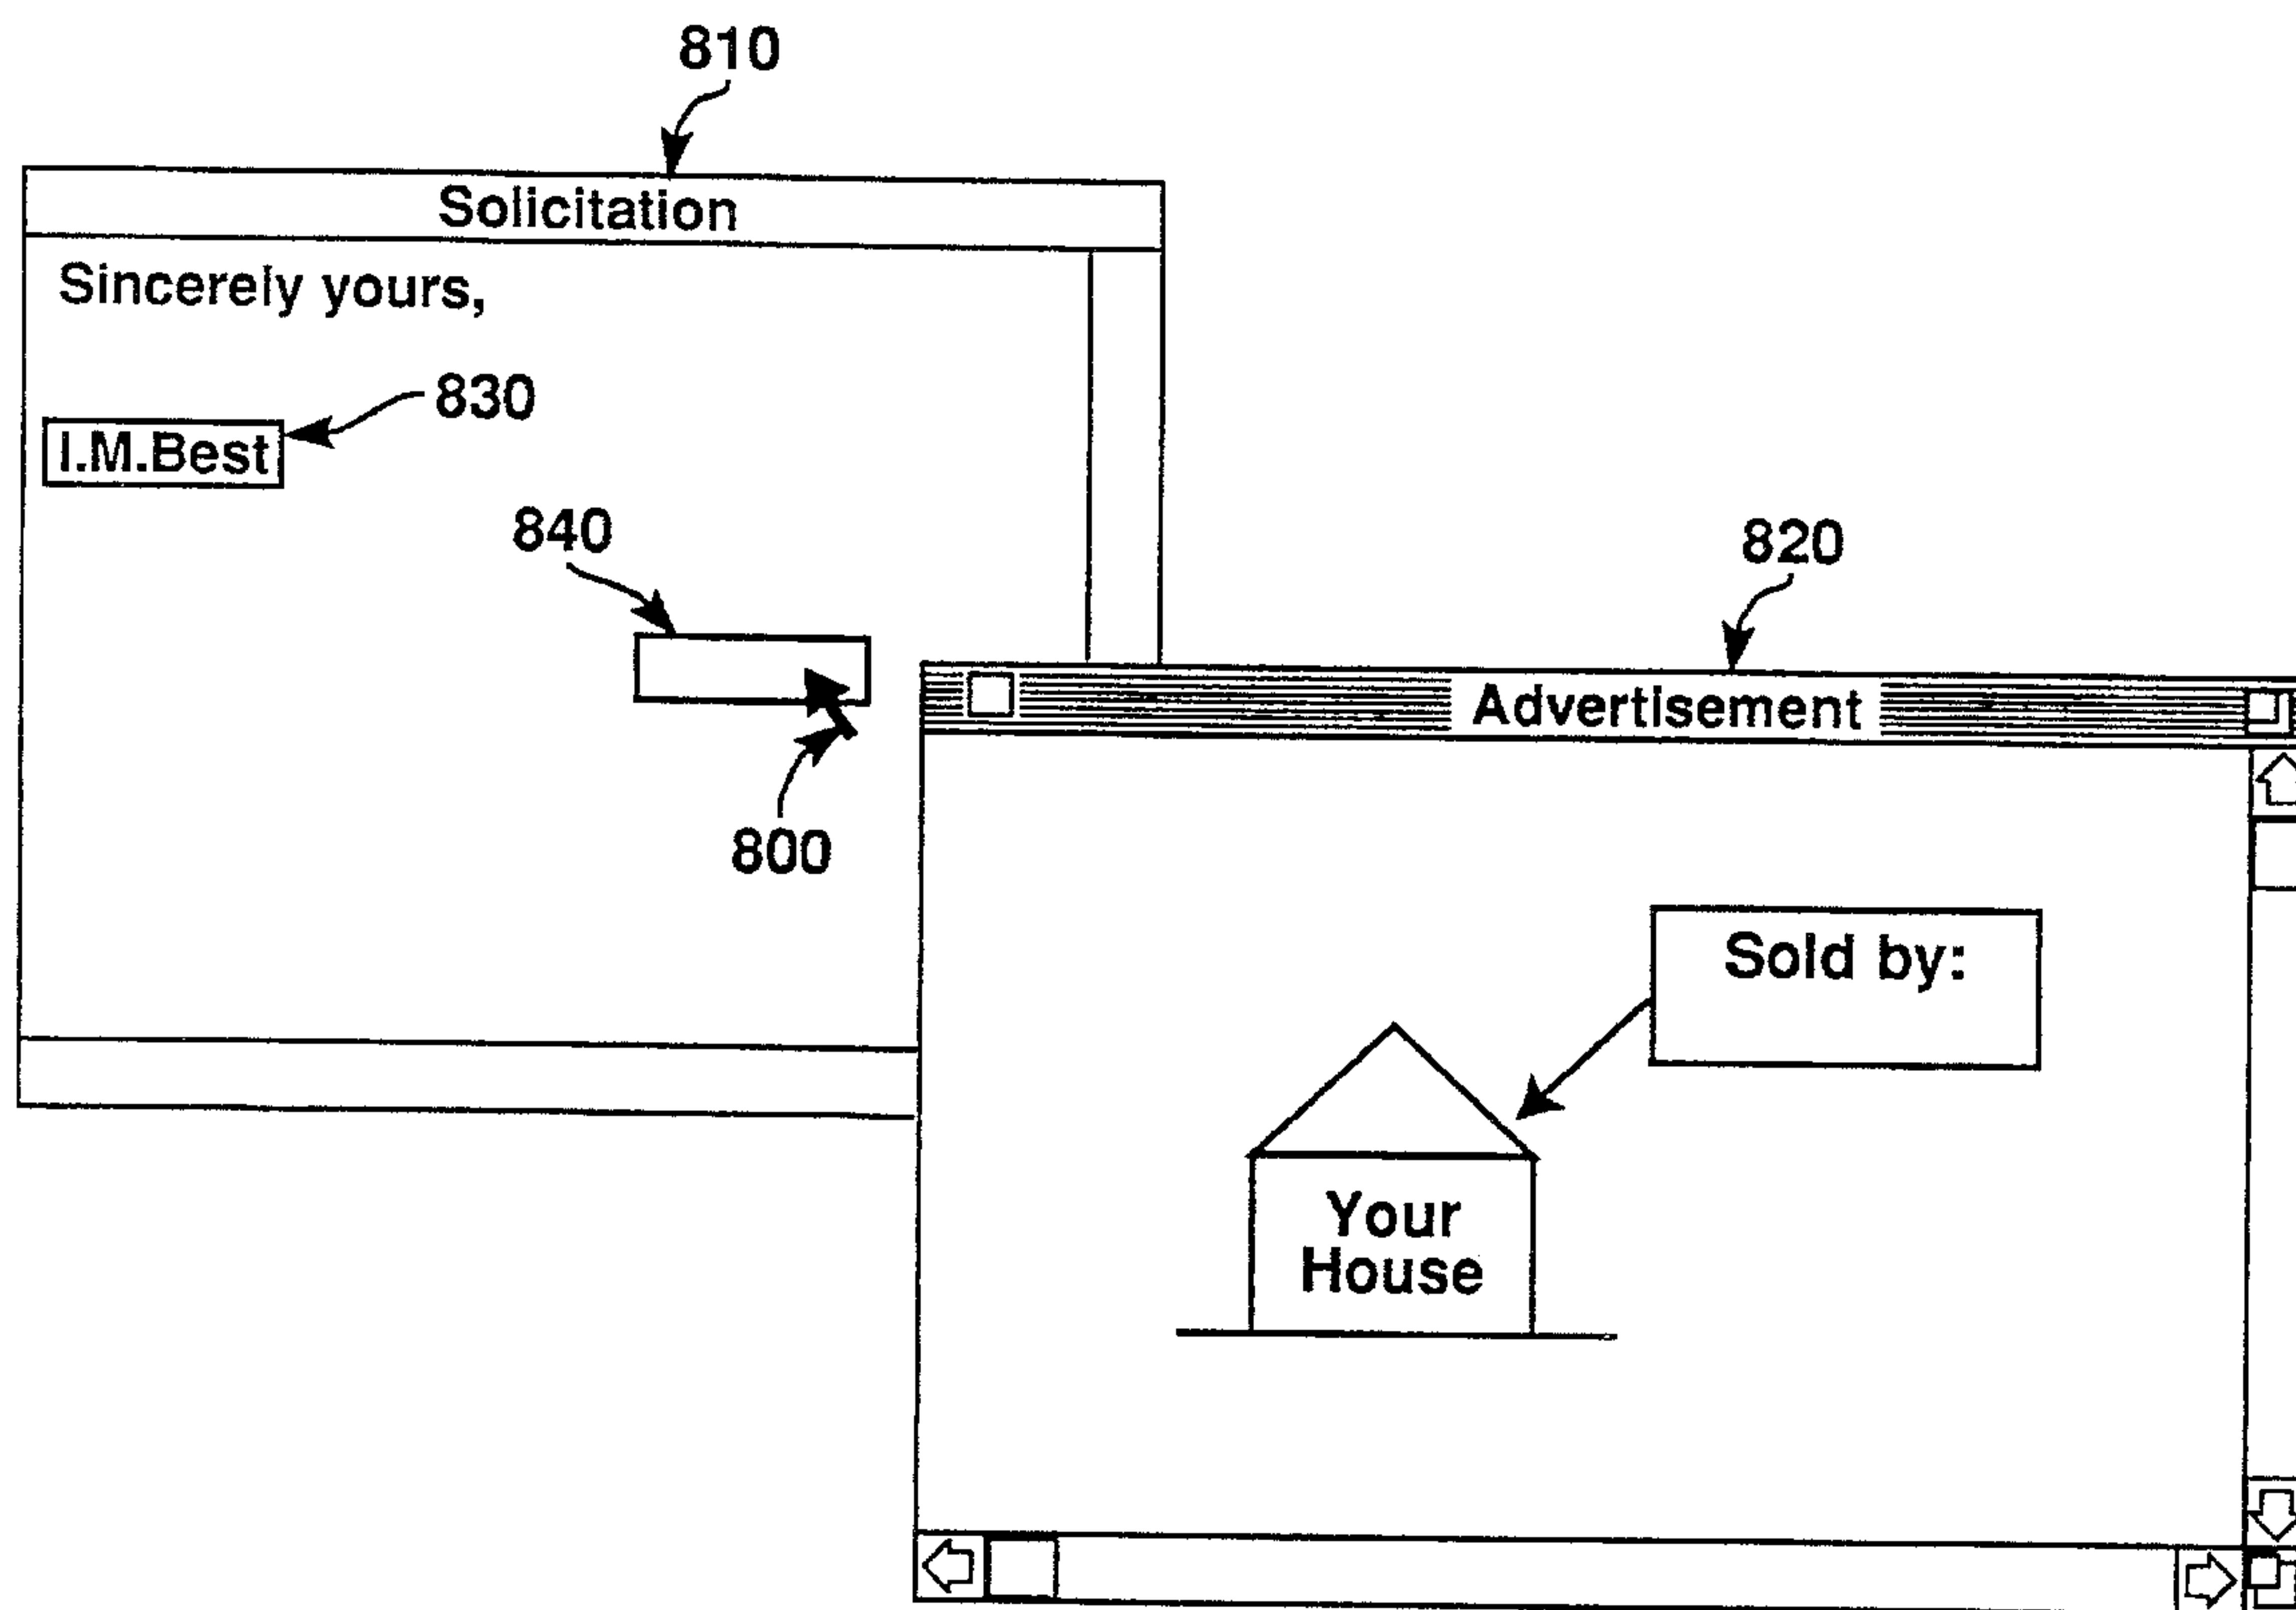 810
Solicitation
Sincerely yours,
830
I.M.Best
840
820
Advertisement
800
Sold by:
Your
House